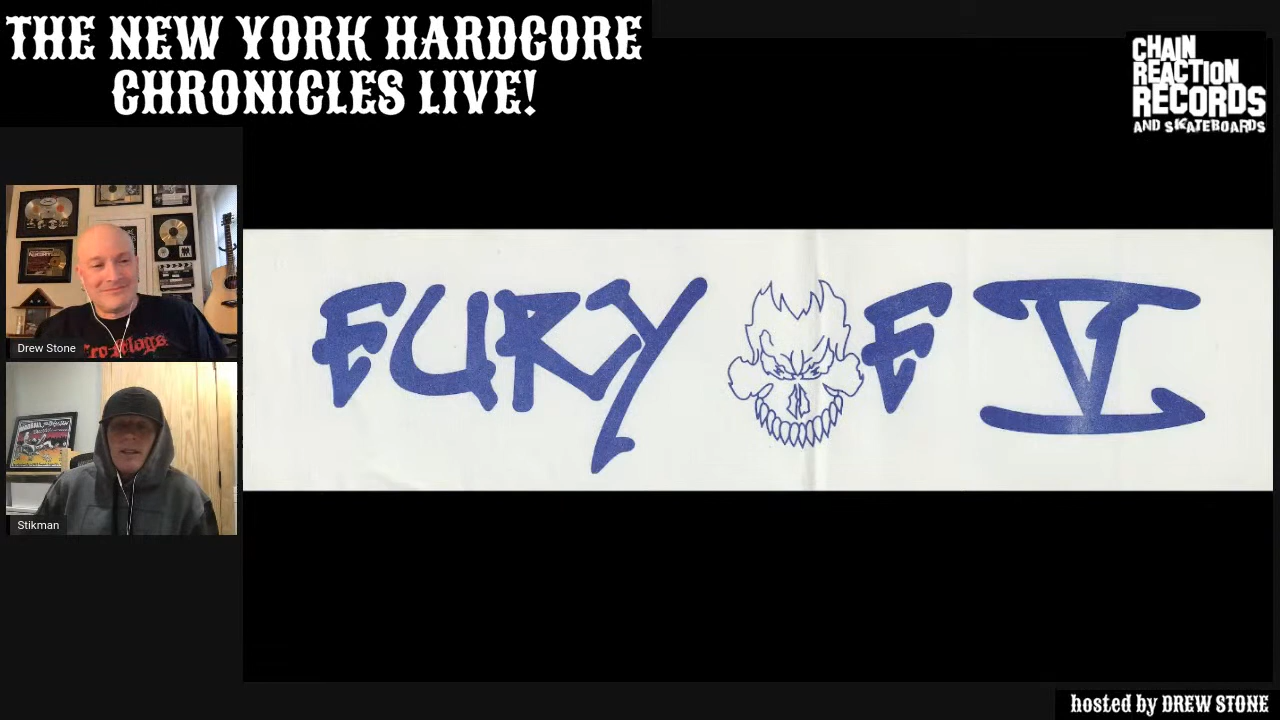 THE NEW YORK HARDCORE
CHRONICLES LIVE!
CHAIN
REACTION
RECORDS
AND SKATEBOARDS
Drew Stone
Stikman
FURY OF V
hosted by DREW STONE